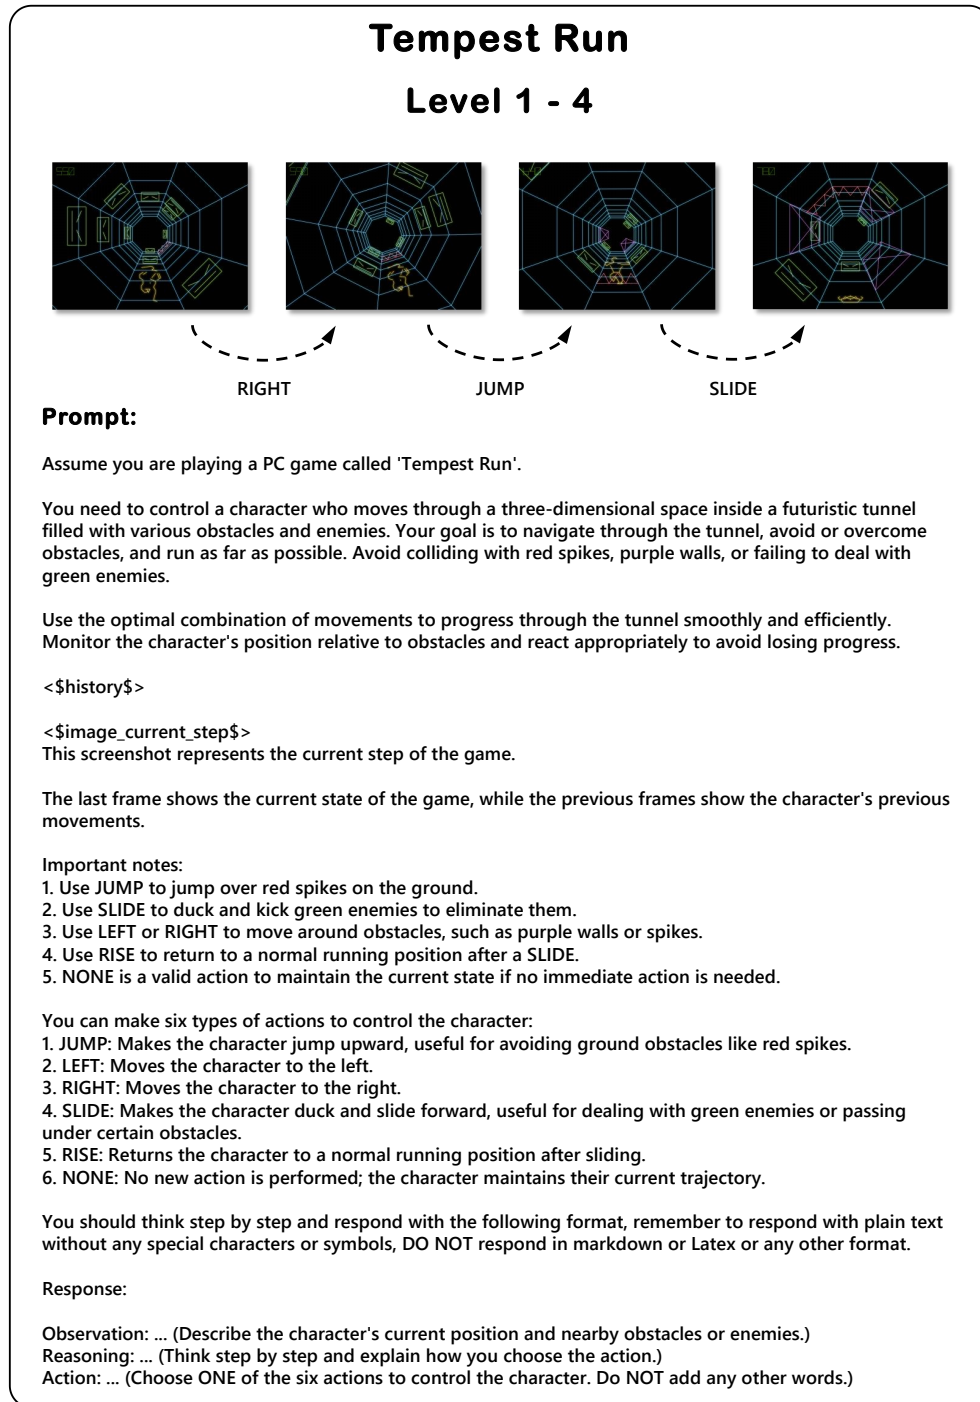 Tempest Run
Level 1 - 4
RIGHT
JUMP
SLIDE
Prompt:
Assume you are playing a PC game called 'Tempest Run'.
You need to control a character who moves through a three-dimensional space inside a futuristic tunnel
filled with various obstacles and enemies. Your goal is to navigate through the tunnel, avoid or overcome
obstacles, and run as far as possible. Avoid colliding with red spikes, purple walls, or failing to deal with
green enemies.
Use the optimal combination of movements to progress through the tunnel smoothly and efficiently.
Monitor the character's position relative to obstacles and react appropriately to avoid losing progress.
<$history$>
<$image_current_step$>
This screenshot represents the current step of the game.
The last frame shows the current state of the game, while the previous frames show the character's previous
movements.
Important notes:
1. Use JUMP to jump over red spikes on the ground.
2. Use SLIDE to duck and kick green enemies to eliminate them.
3. Use LEFT or RIGHT to move around obstacles, such as purple walls or spikes.
4. Use RISE to return to a normal running position after a SLIDE.
5. NONE is a valid action to maintain the current state if no immediate action is needed.
You can make six types of actions to control the character:
1. JUMP: Makes the character jump upward, useful for avoiding ground obstacles like red spikes.
2. LEFT: Moves the character to the left.
3. RIGHT: Moves the character to the right.
4. SLIDE: Makes the character duck and slide forward, useful for dealing with green enemies or passing
under certain obstacles.
5. RISE: Returns the character to a normal running position after sliding.
6. NONE: No new action is performed; the character maintains their current trajectory.
You should think step by step and respond with the following format, remember to respond with plain text
without any special characters or symbols, DO NOT respond in markdown or Latex or any other format.
Response:
Observation: ... (Describe the character's current position and nearby obstacles or enemies.)
Reasoning: ... (Think step by step and explain how you choose the action.)
Action: ... (Choose ONE of the six actions to control the character. Do NOT add any other words.)